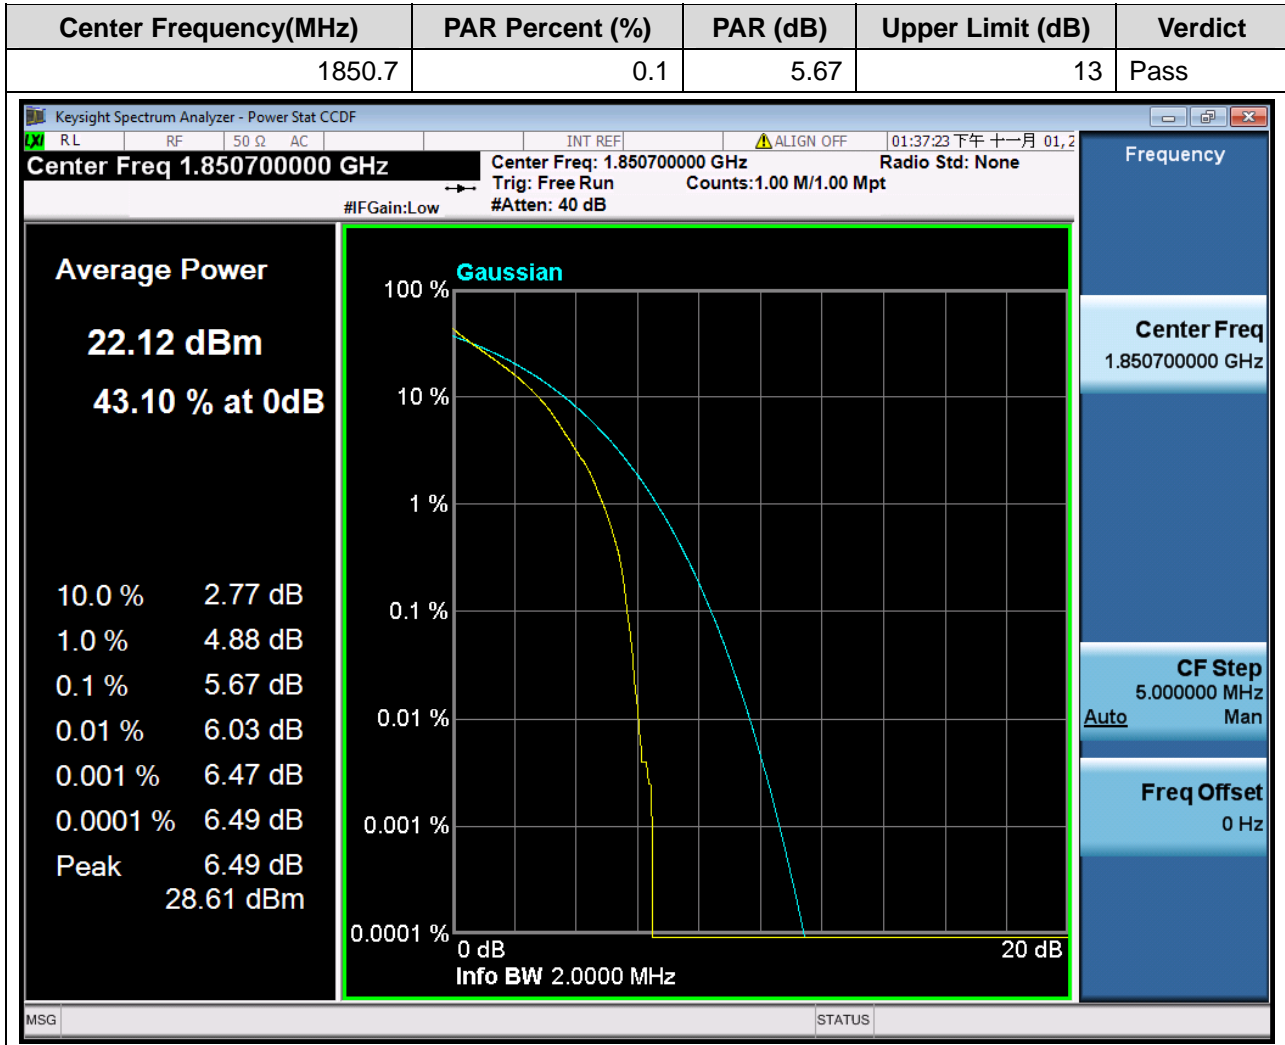 Center Frequency(MHz) PAR Percent (%) PAR (dB) Upper Limit (dB) Verdict
1850.7 0.1 5.67 13 Pass
Keysight Spectrum Analyzer - Power Stat CCDF
LXI RL RF 50 Ω AC INT REF ALIGN OFF 01:37:23 下午 十一月 01, 2
Center Freq 1.850700000 GHz
Center Freq: 1.850700000 GHz Radio Std: None
Trig: Free Run Counts:1.00 M/1.00 Mpt
#IFGain:Low #Atten: 40 dB
Average Power
22.12 dBm
43.10 % at 0dB
10.0 % 2.77 dB
1.0 % 4.88 dB
0.1 % 5.67 dB
0.01 % 6.03 dB
0.001 % 6.47 dB
0.0001 % 6.49 dB
Peak 6.49 dB
28.61 dBm
Gaussian
100 %
10 %
1 %
0.1 %
0.01 %
0.001 %
0.0001 %
0 dB 20 dB
Info BW 2.0000 MHz
Frequency
Center Freq
1.850700000 GHz
CF Step
5.000000 MHz
Auto Man
Freq Offset
0 Hz
MSG STATUS